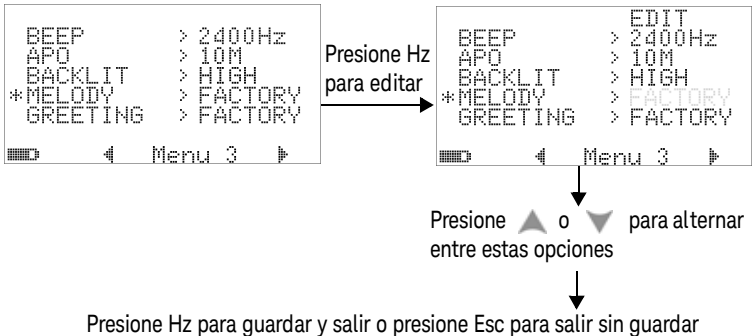 BEEP > 2400Hz
APO > 10M
BACKLIT > HIGH
*MELODY > FACTORY
GREETING > FACTORY
Menu 3
Presione Hz
para editar
EDIT
BEEP > 2400Hz
APO > 10M
BACKLIT > HIGH
*MELODY > FACTORY
GREETING > FACTORY
Menu 3
Presione o para alternar
entre estas opciones
Presione Hz para guardar y salir o presione Esc para salir sin guardar